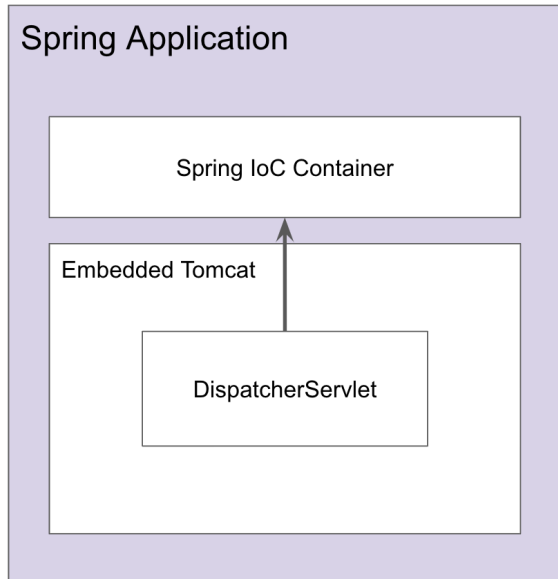 Spring Application
Spring IoC Container
Embedded Tomcat
DispatcherServlet